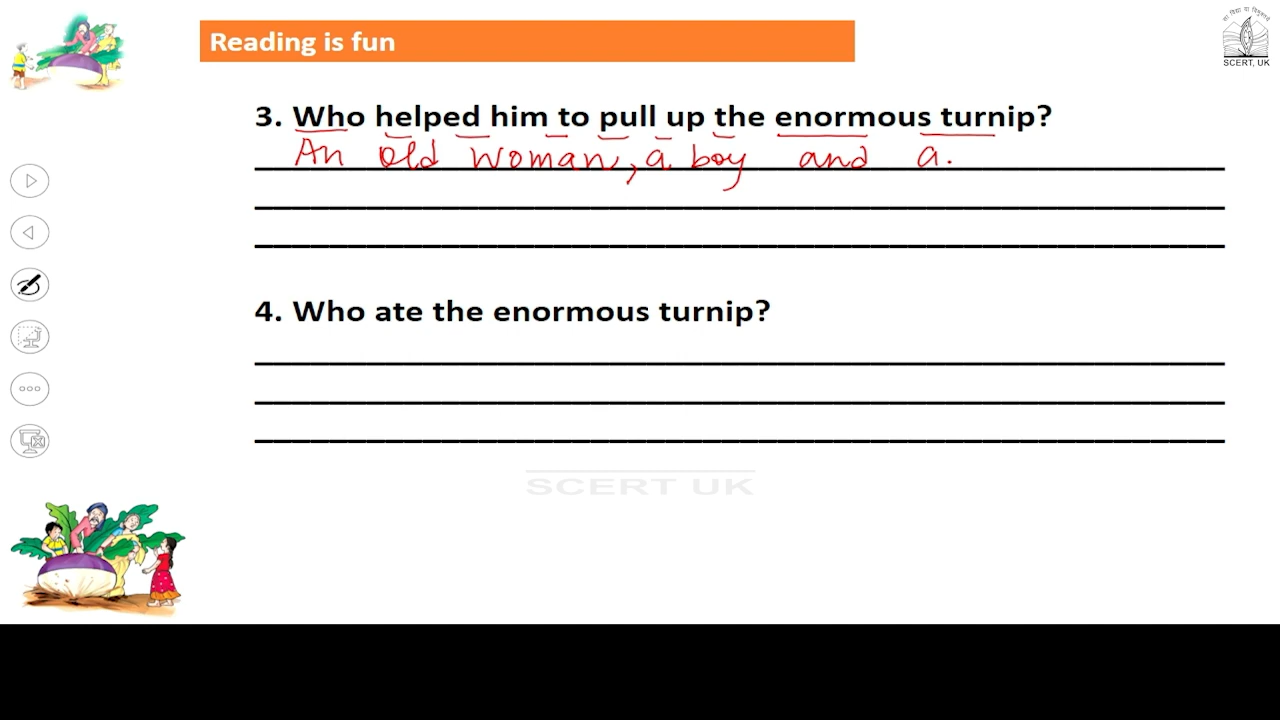 Reading is fun
SCERT, UK
3. Who helped him to pull up the enormous turnip?
An old woman, a boy and a.
4. Who ate the enormous turnip?
SCERT UK